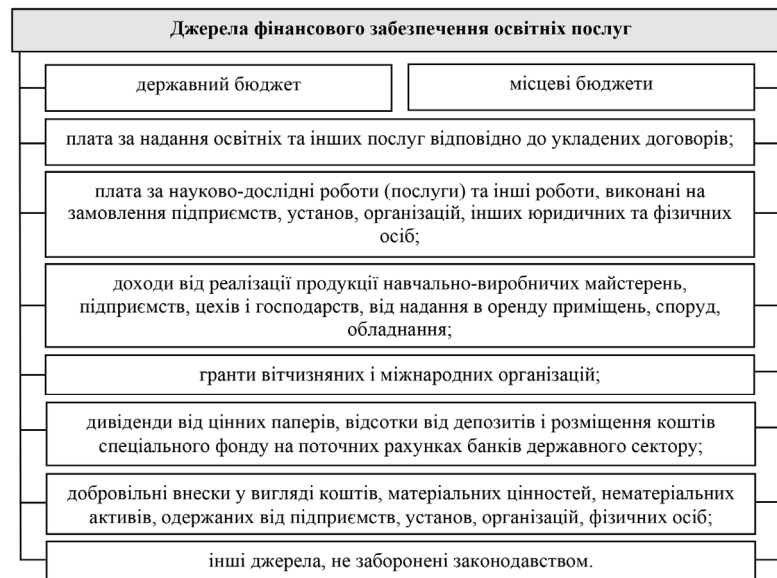 Джерела фінансового забезпечення освітніх послуг
державний бюджет
місцеві бюджети
плата за надання освітніх та інших послуг відповідно до укладених договорів;
плата за науково-дослідні роботи (послуги) та інші роботи, виконані на
замовлення підприємств, установ, організацій, інших юридичних та фізичних
осіб;
доходи від реалізації продукції навчально-виробничих майстерень,
підприємств, цехів і господарств, від надання в оренду приміщень, споруд,
обладнання;
гранти вітчизняних і міжнародних організацій;
дивіденди від цінних паперів, відсотки від депозитів і розміщення коштів
спеціального фонду на поточних рахунках банків державного сектору;
добровільні внески у вигляді коштів, матеріальних цінностей, нематеріальних
активів, одержаних від підприємств, установ, організацій, фізичних осіб;
інші джерела, не заборонені законодавством.